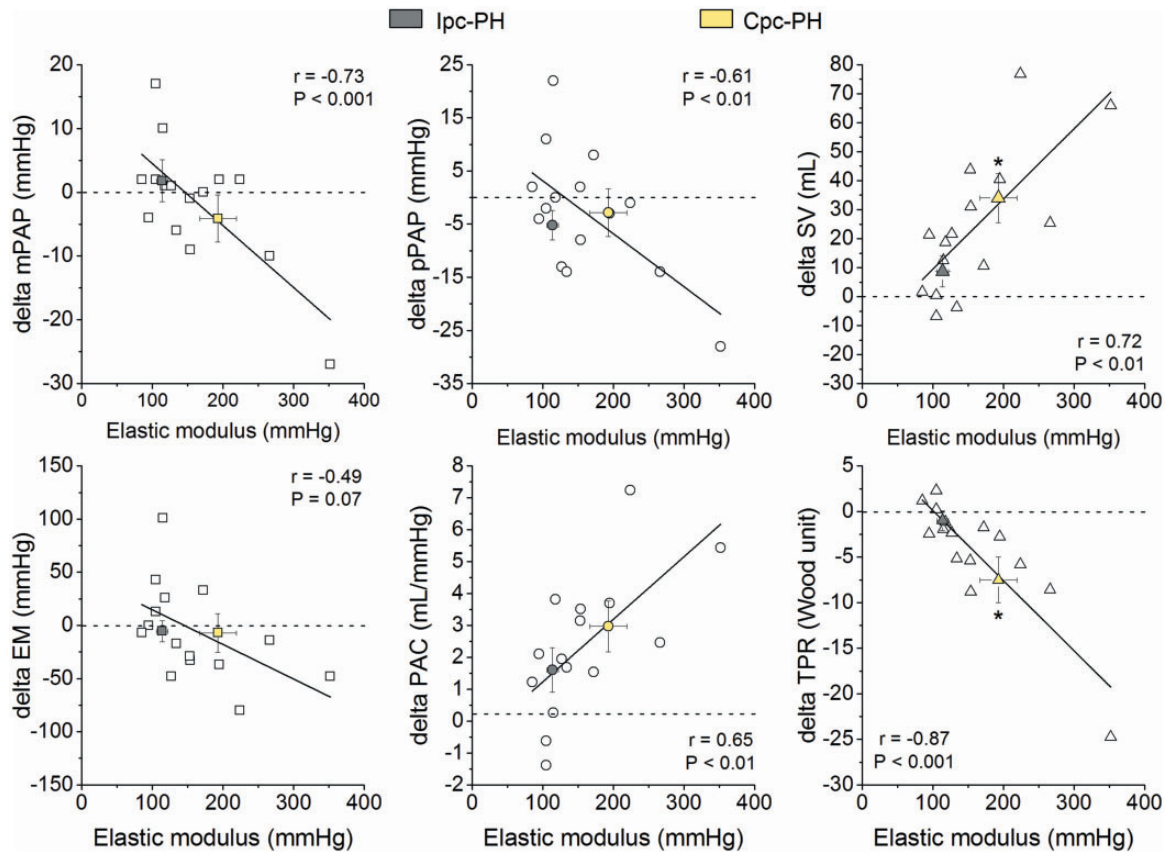 Ipc-PH Cpc-PH
r = -0.73
P < 0.001
20
10
0
-10
-20
-30
0 100 200 300 400
delta mPAP (mmHg)
Elastic modulus (mmHg)
r = -0.61
P < 0.01
25
15
5
-5
-15
-25
-35
0 100 200 300 400
delta pPAP (mmHg)
Elastic modulus (mmHg)
80
70
60
50
40
30
20
10
0
-10
-20
-30
*
r = 0.72
P < 0.01
0 100 200 300 400
delta SV (mL)
Elastic modulus (mmHg)
r = -0.49
P = 0.07
150
100
50
0
-50
-100
-150
0 100 200 300 400
delta EM (mmHg)
Elastic modulus (mmHg)
8
7
6
5
4
3
2
1
0
-1
-2
r = 0.65
P < 0.01
0 100 200 300 400
delta PAC (mL/mmHg)
Elastic modulus (mmHg)
5
0
-5
-10
-15
-20
-25
-30
*
r = -0.87
P < 0.001
0 100 200 300 400
delta TPR (Wood unit)
Elastic modulus (mmHg)